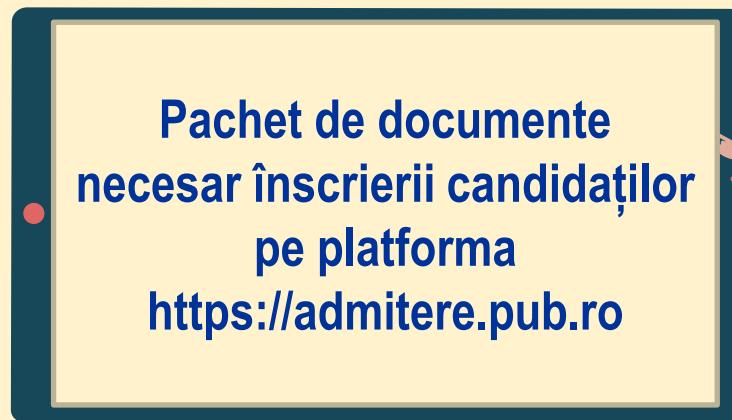 Pachet de documente
necesar înscrierii candidaților
pe platforma
https://admitere.pub.ro